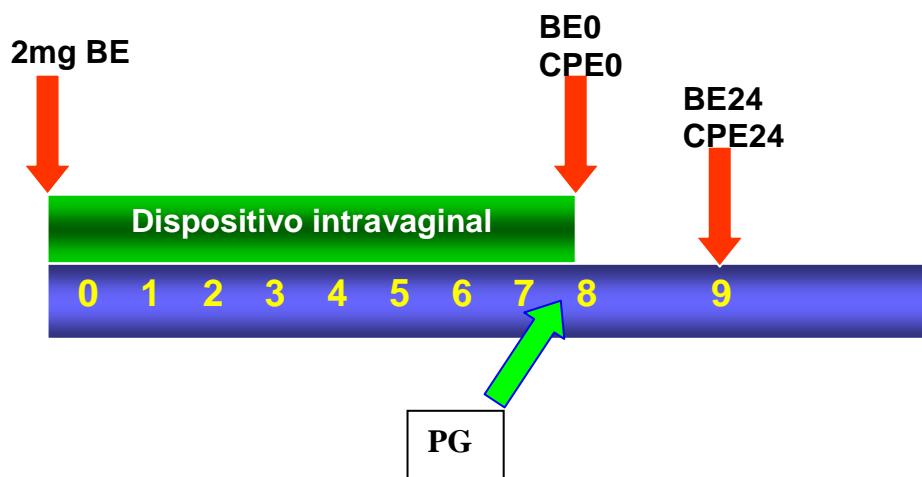 2mg BE
BE0
CPE0
BE24
CPE24
Dispositivo intravaginal
0 1 2 3 4 5 6 7 8 9
PG